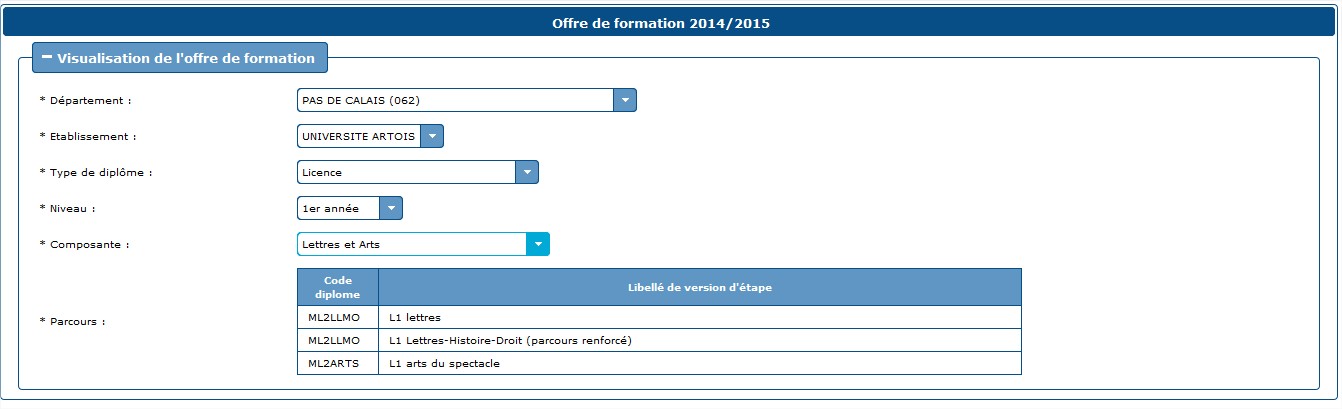 Offre de formation 2014/2015
Visualisation de l'offre de formation
* Département : PAS DE CALAIS (062)
* Etablissement : UNIVERSITE ARTOIS
* Type de diplôme : Licence
* Niveau : 1er année
* Composante : Lettres et Arts
* Parcours :
Code diplome Libellé de version d'étape
ML2LLMO L1 lettres
ML2LLMO L1 Lettres-Histoire-Droit (parcours renforcé)
ML2ARTS L1 arts du spectacle